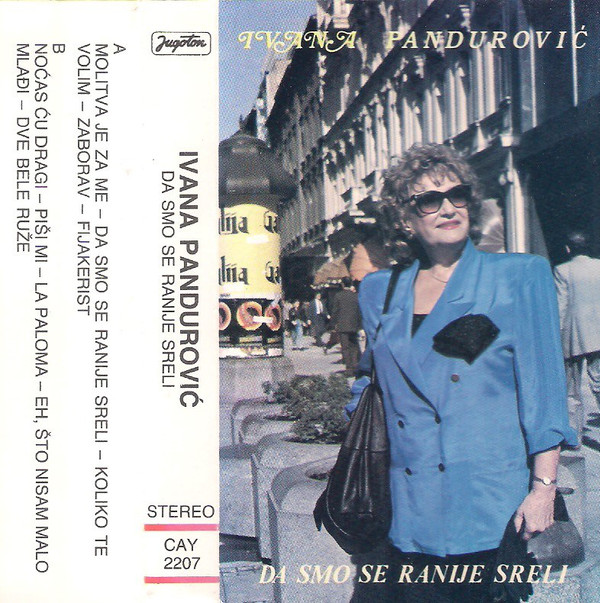 A
MOLITVA JE ZA ME – DA SMO SE RANIJE SRELI – KOLIKO TE
VOLIM – ZABORAV – FIJAKERIST
B
NOĆAS ĆU DRAGI – PIŠI MI – LA PALOMA – EH, ŠTO NISAM MALO
MLAĐI – DVE BELE RUŽE
Jugoton
IVANA PANDUROVIĆ
DA SMO SE RANIJE SRELI
STEREO
CAY
2207
IVANA PANDUROVIĆ
DA SMO SE RANIJE SRELI